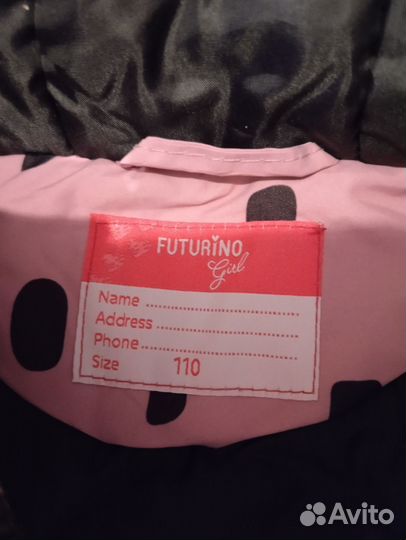 FUTURINO
Girl
Name
Address
Phone
Size 110
Avito